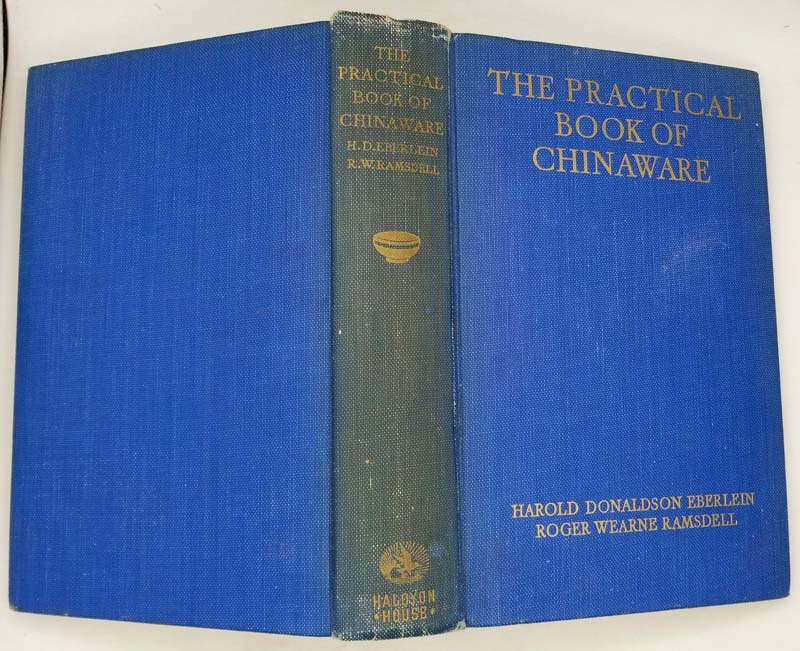 THE
PRACTICAL
BOOK OF
CHINAWARE
H.D.EBERLEIN
R.W.RAMSDELL
HALCYON
•HOUSE•
THE PRACTICAL
BOOK OF
CHINAWARE
HAROLD DONALDSON EBERLEIN
ROGER WEARNE RAMSDELL